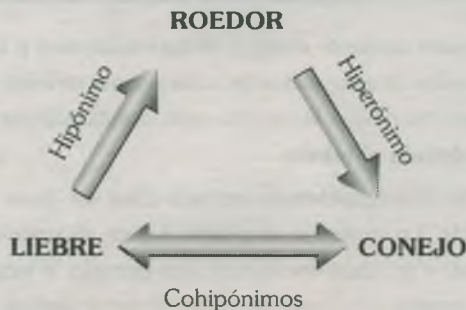 ROEDOR
Hipónimo
Hiperónimo
LIEBRE
CONEJO
Cohipónimos